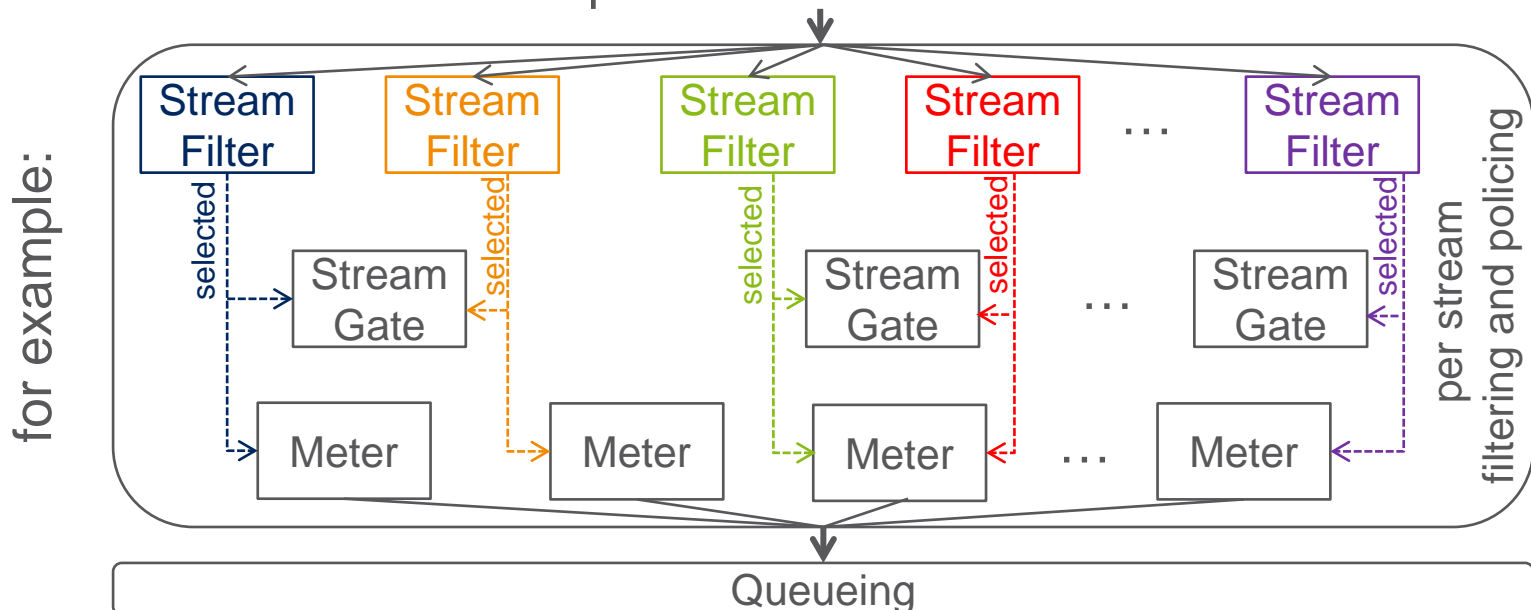 for example:
Stream
Filter
Stream
Filter
Stream
Filter
Stream
Filter
...
Stream
Filter
selected
selected
selected
selected
selected
Stream
Gate
Stream
Gate
...
Stream
Gate
Meter
Meter
Meter
...
Meter
per stream
filtering and policing
Queueing